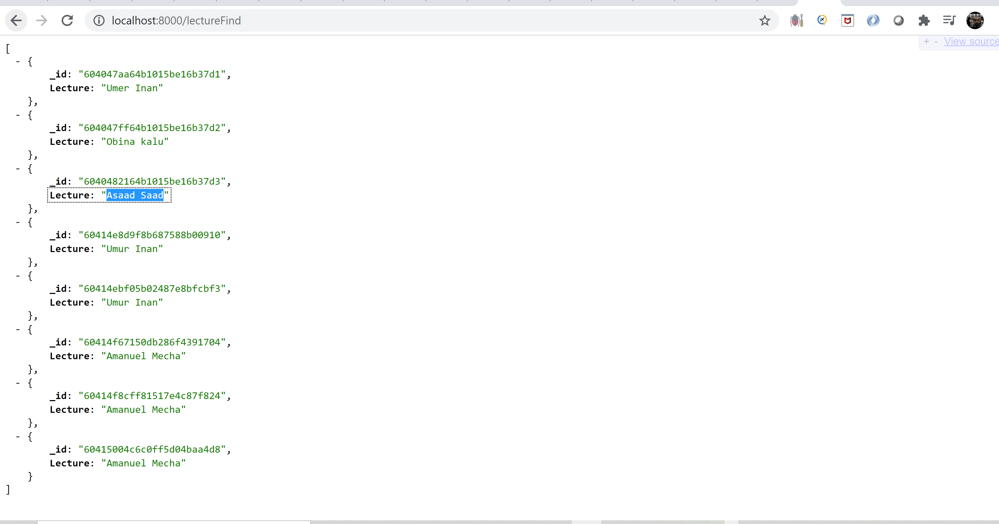 localhost:8000/lectureFind
+ - View source
[
- {
_id: "604047aa64b1015be16b37d1",
Lecture: "Umer Inan"
},
- {
_id: "604047ff64b1015be16b37d2",
Lecture: "Obina kalu"
},
- {
_id: "6040482164b1015be16b37d3",
Lecture: "Asaad Saad"
},
- {
_id: "60414e8d9f8b687588b00910",
Lecture: "Umur Inan"
},
- {
_id: "60414ebf05b02487e8bfcbf3",
Lecture: "Umur Inan"
},
- {
_id: "60414f67150db286f4391704",
Lecture: "Amanuel Mecha"
},
- {
_id: "60414f8cff81517e4c87f824",
Lecture: "Amanuel Mecha"
},
- {
_id: "60415004c6c0ff5d04baa4d8",
Lecture: "Amanuel Mecha"
}
]